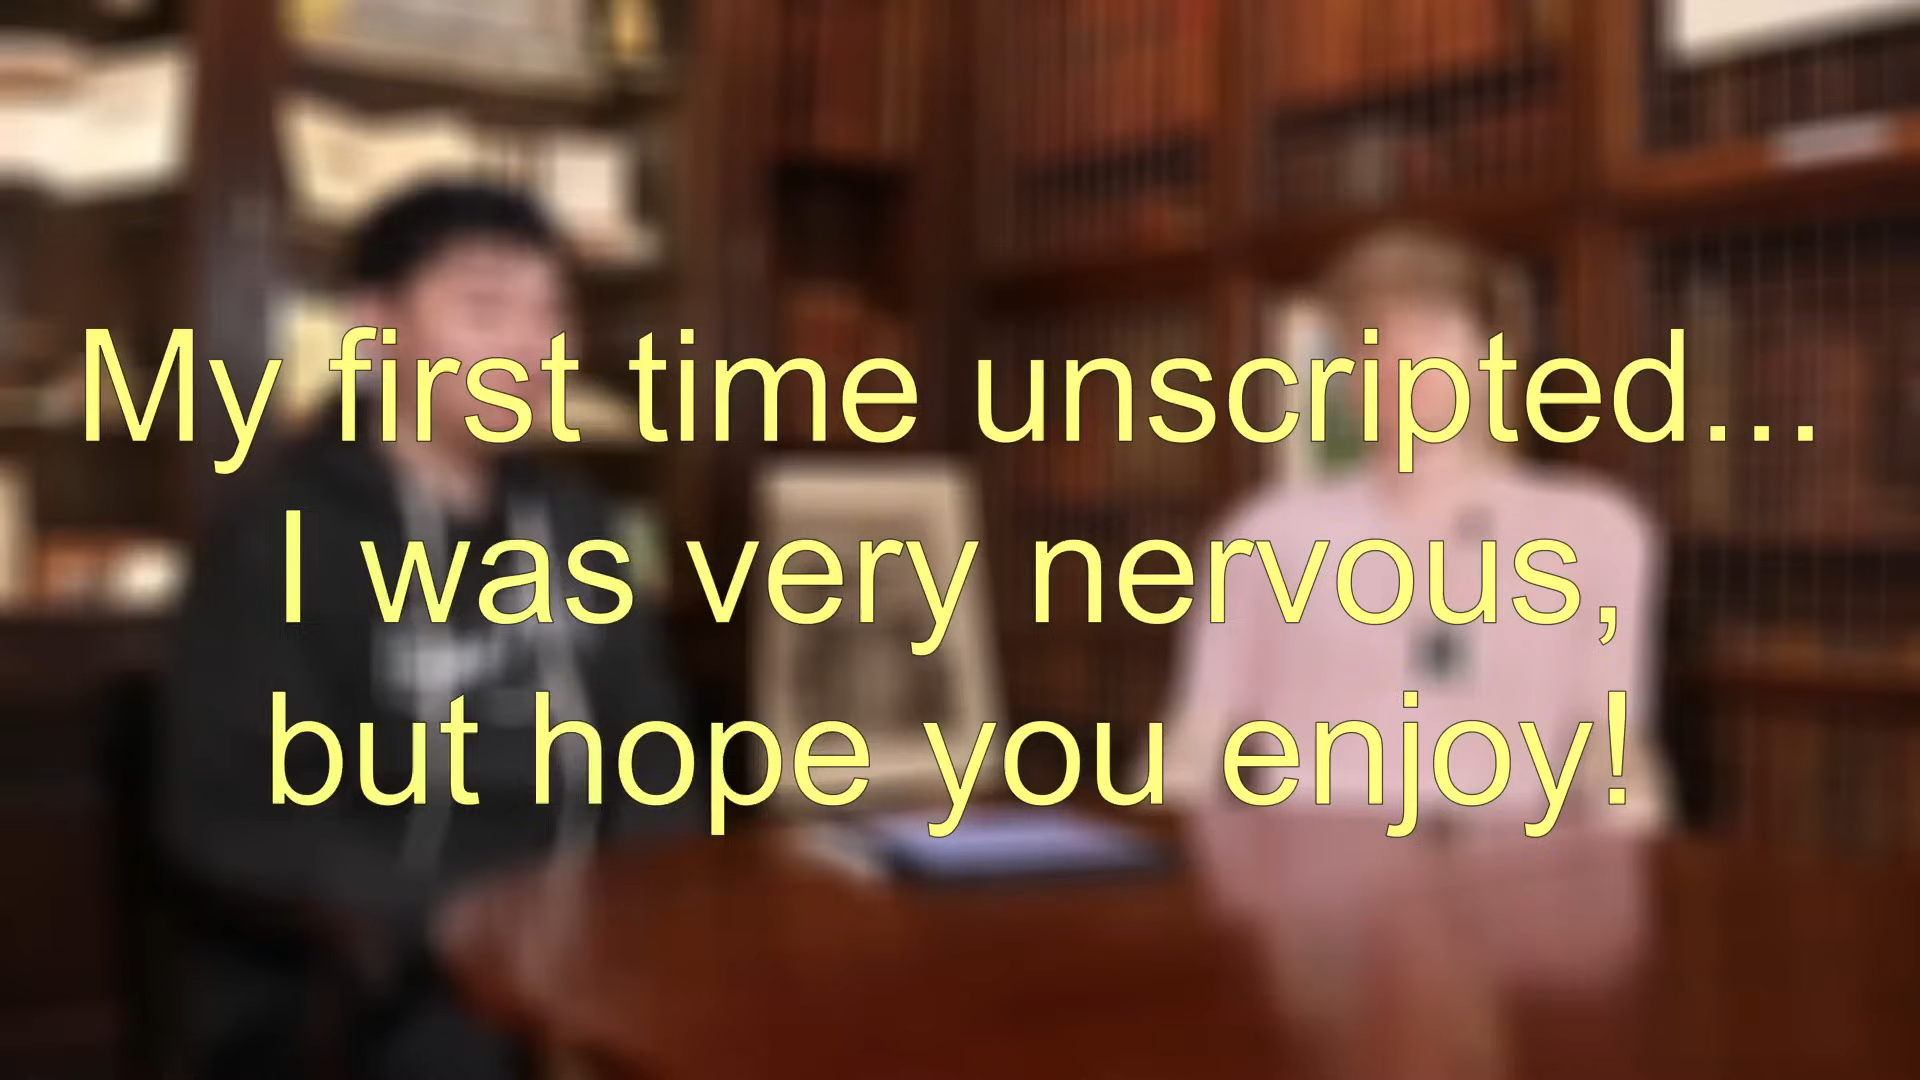 My first time unscripted...
I was very nervous,
but hope you enjoy!